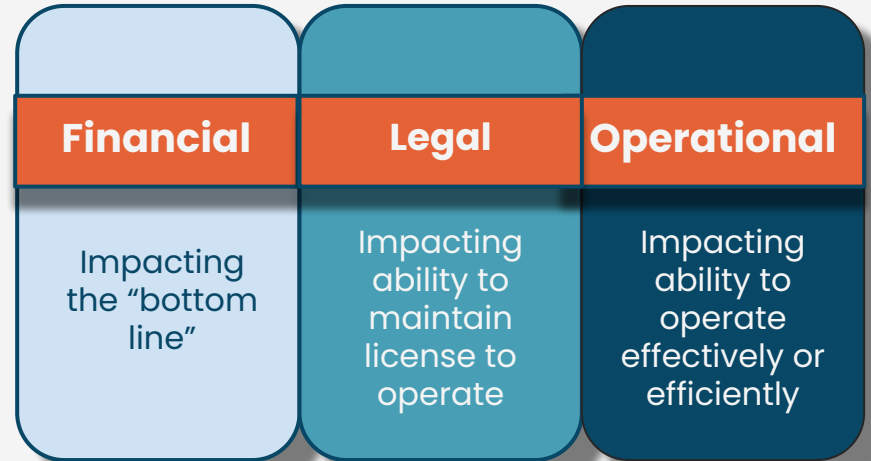 Financial
Impacting
the “bottom
line”
Legal
Impacting
ability to
maintain
license to
operate
Operational
Impacting
ability to
operate
effectively or
efficiently